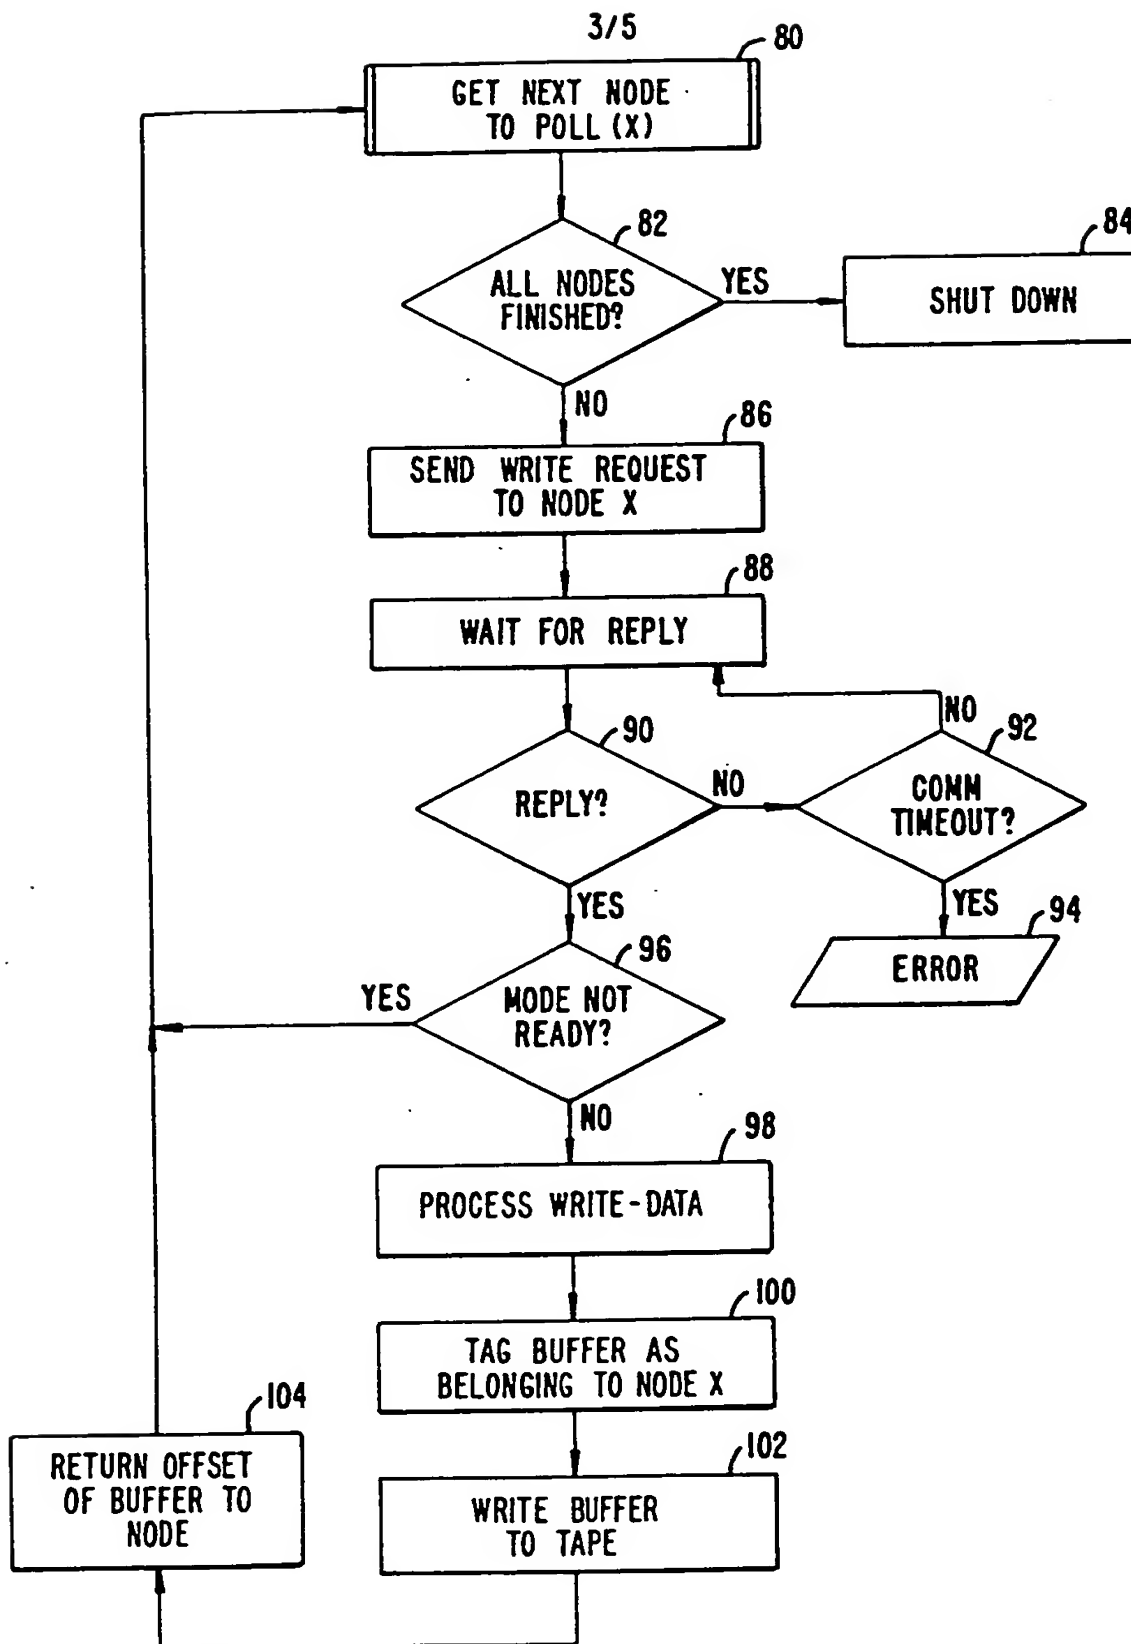 3/5
80
GET NEXT NODE
TO POLL (X)
82
ALL NODES
FINISHED?
YES
84
SHUT DOWN
NO
86
SEND WRITE REQUEST
TO NODE X
88
WAIT FOR REPLY
NO
90
92
REPLY?
NO
COMM
TIMEOUT?
YES
YES
94
ERROR
96
YES
MODE NOT
READY?
NO
98
PROCESS WRITE-DATA
100
TAG BUFFER AS
BELONGING TO NODE X
104
RETURN OFFSET
OF BUFFER TO
NODE
102
WRITE BUFFER
TO TAPE